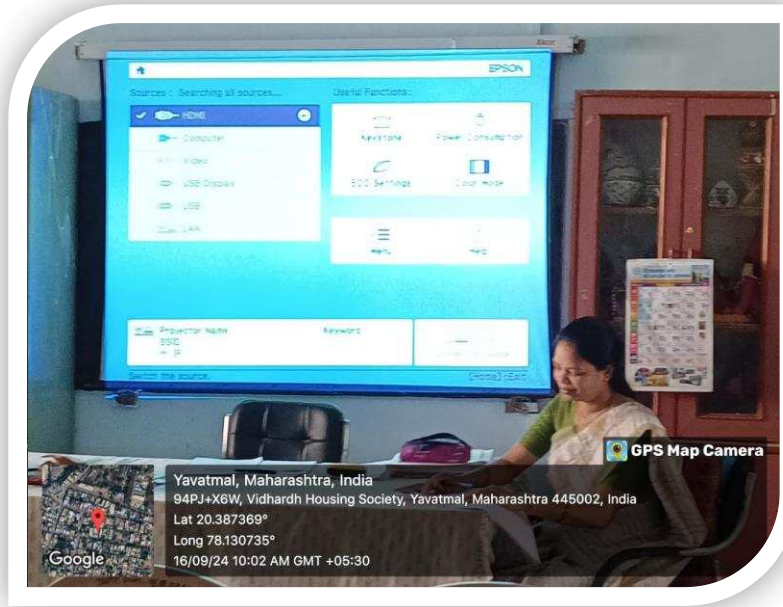 EPSON
Sources : Searching all sources...
Useful Functions:
HDMI
Computer
Video
USB Display
USB
LAN
Keystone
Power Consumption
ECO Settings
Color Mode
Menu
Help
Projector Name
SSID
Keyword
Switch the source.
[Home]:Exit
GPS Map Camera
Yavatmal, Maharashtra, India
94PJ+X6W, Vidhardh Housing Society, Yavatmal, Maharashtra 445002, India
Lat 20.387369°
Long 78.130735°
16/09/24 10:02 AM GMT +05:30
Google